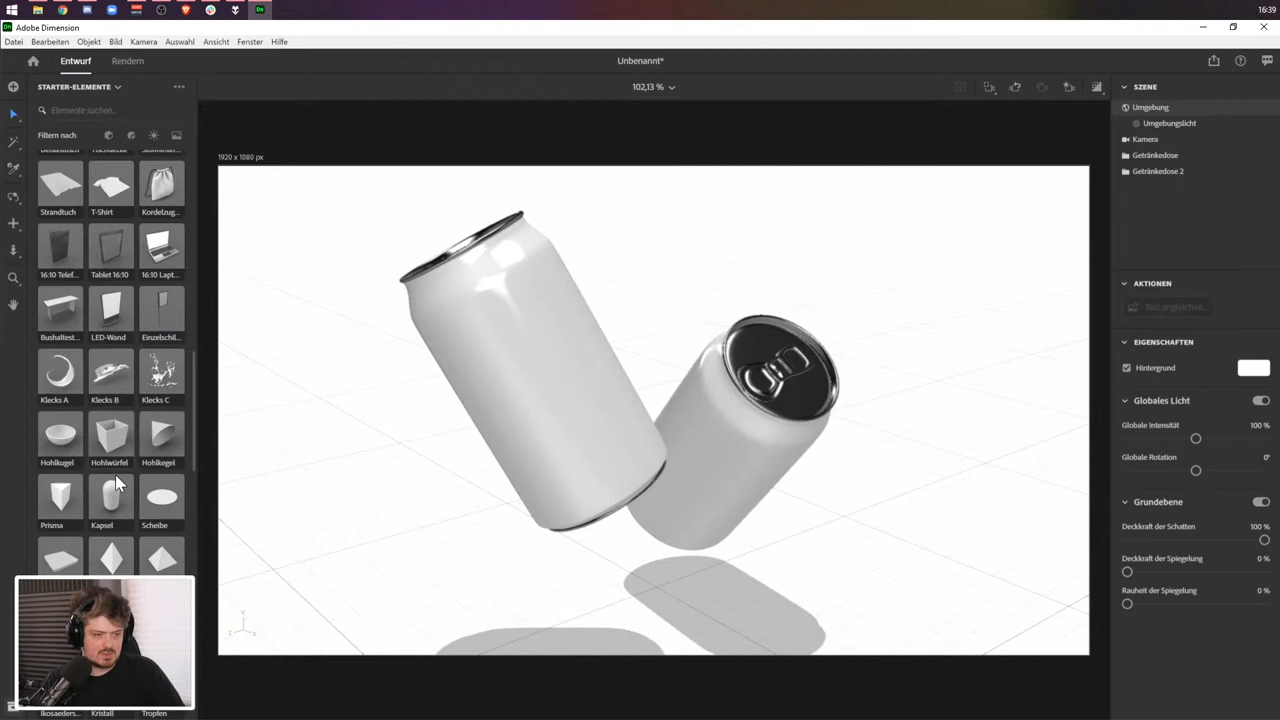 16:39
Dn Adobe Dimension
Datei Bearbeiten Objekt Bild Kamera Auswahl Ansicht Fenster Hilfe
Entwurf Rendern Unbenannt*
STARTER-ELEMENTE 102,13 % SZENE
Elemente suchen... Umgebung
Umgebungslicht
Filtern nach
Kamera
1920 x 1080 px Getränkedose
Getränkedose 2
Strandtuch T-Shirt Kordelzug...
16:10 Telef... Tablet 16:10 16:10 Lapt...
AKTIONEN
Bild angleichen...
Bushaltest... LED-Wand Einzelschil...
EIGENSCHAFTEN
Hintergrund
Klecks A Klecks B Klecks C
Globales Licht
Globale Intensität 100 %
Globale Rotation 0°
Hohlkugel Hohlwürfel Hohlkegel
Grundebene
Prisma Kapsel Scheibe
Deckkraft der Schatten 100 %
Deckkraft der Spiegelung 0 %
Rauheit der Spiegelung 0 %
Y
Z X
Ikosaeders... Kristall Tropfen